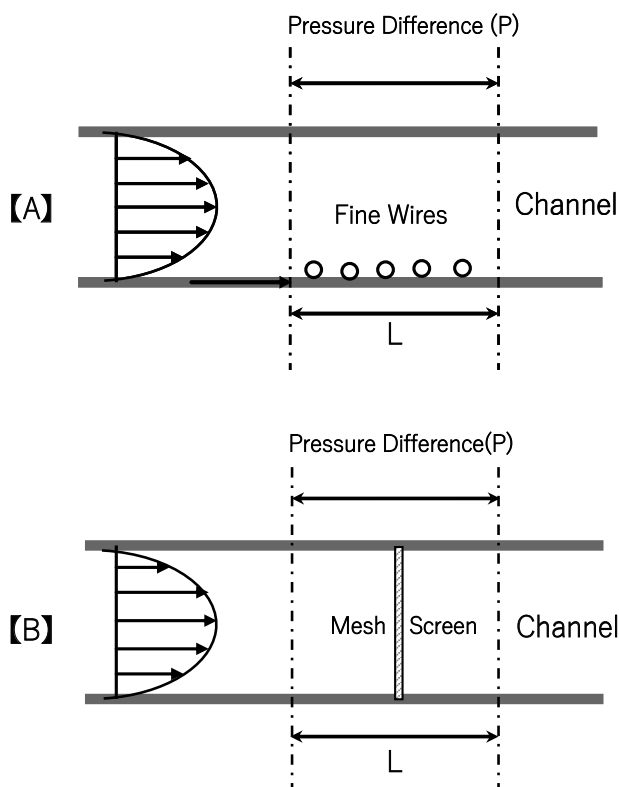 Pressure Difference (P)
【A】
Fine Wires
Channel
L
Pressure Difference(P)
【B】
Mesh Screen
Channel
L